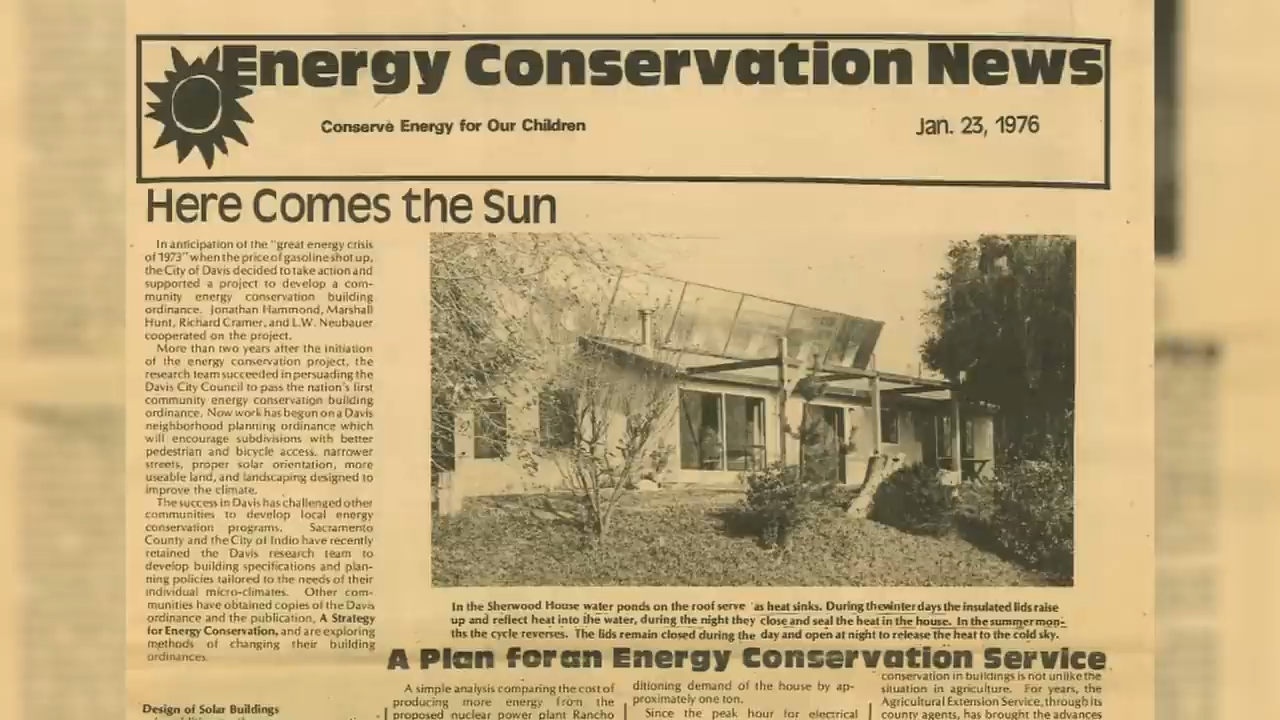 Energy Conservation News
Conserve Energy for Our Children
Jan. 23, 1976
Here Comes the Sun
In anticipation of the "great energy crisis
of 1973" when the price of gasoline shot up,
the City of Davis decided to take action and
supported a project to develop a com-
munity energy conservation building
ordinance. Jonathan Hammond, Marshall
Hunt, Richard Cramer, and L.W. Neubauer
cooperated on the project.
More than two years after the initiation
of the energy conservation project, the
research team succeeded in persuading the
Davis City Council to pass the nation's first
community energy conservation building
ordinance. Now work has begun on a Davis
neighborhood planning ordinance which
will encourage subdivisions with better
pedestrian and bicycle access, narrower
streets, proper solar orientation, more
useable land, and landscaping designed to
improve the climate.
The success in Davis has challenged other
communities to develop local energy
conservation programs. Sacramento
County and the City of Indio have recently
retained the Davis research team to
develop building specifications and plan-
ning policies tailored to the needs of their
individual micro-climates. Other com-
munities have obtained copies of the Davis
ordinance and the publication, A Strategy
for Energy Conservation, and are exploring
methods of changing their building
ordinances.
Design of Solar Buildings
In the Sherwood House water ponds on the roof serve as heat sinks. During the winter days the insulated lids raise
up and reflect heat into the water, during the night they close and seal the heat in the house. In the summer mon-
ths the cycle reverses. The lids remain closed during the day and open at night to release the heat to the cold sky.
A Plan for an Energy Conservation Service
A simple analysis comparing the cost of
producing more energy from the
proposed nuclear power plant Rancho
ditioning demand of the house by ap-
proximately one ton.
Since the peak hour for electrical
conservation in buildings is not unlike the
situation in agriculture. For years, the
Agricultural Extension Service, through its
county agents, has brought the advances